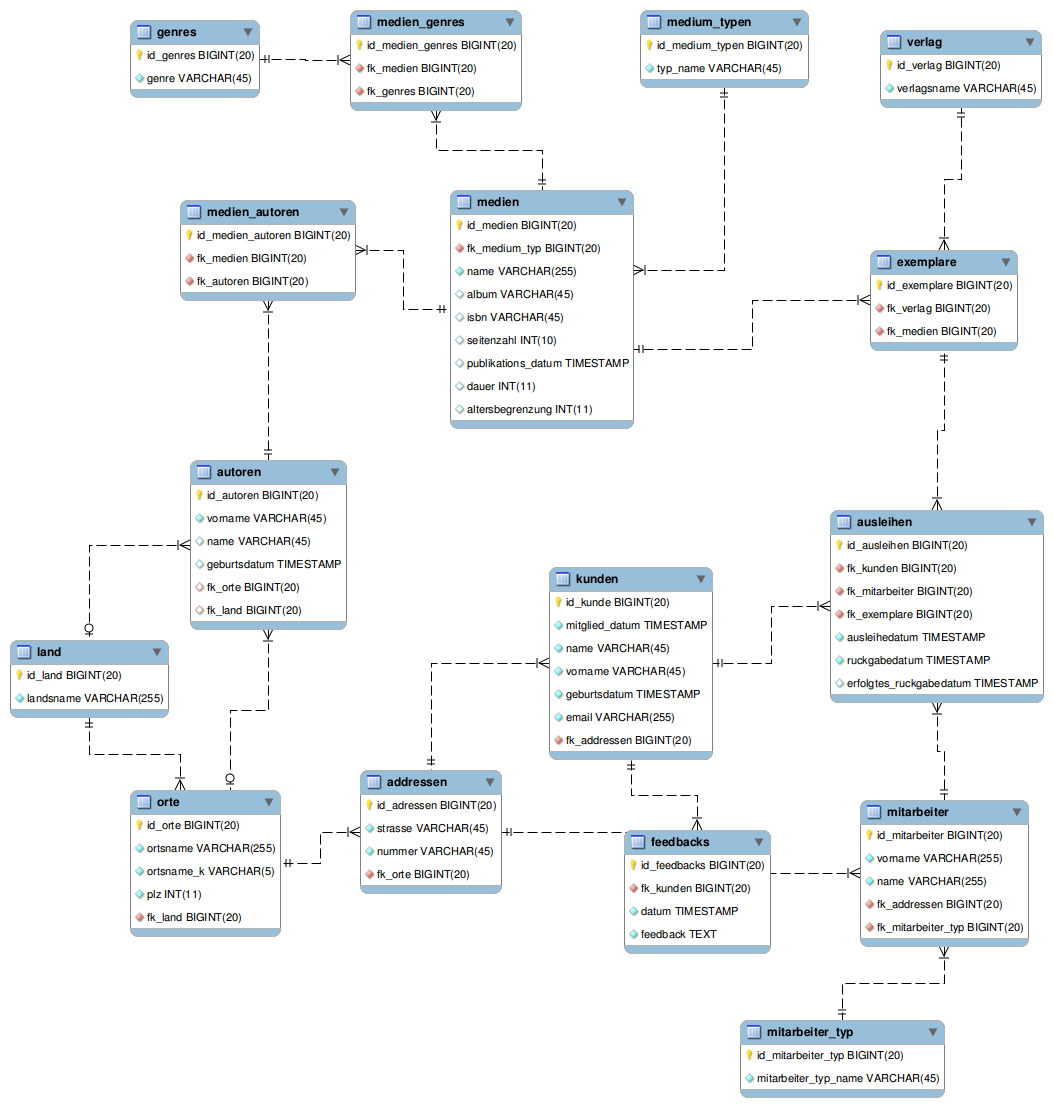 genres
id_genres BIGINT(20)
genre VARCHAR(45)
medien_genres
id_medien_genres BIGINT(20)
fk_medien BIGINT(20)
fk_genres BIGINT(20)
medium_typen
id_medium_typen BIGINT(20)
typ_name VARCHAR(45)
verlag
id_verlag BIGINT(20)
verlagsname VARCHAR(45)
medien_autoren
id_medien_autoren BIGINT(20)
fk_medien BIGINT(20)
fk_autoren BIGINT(20)
medien
id_medien BIGINT(20)
fk_medium_typ BIGINT(20)
name VARCHAR(255)
album VARCHAR(45)
isbn VARCHAR(45)
seitenzahl INT(10)
publikations_datum TIMESTAMP
dauer INT(11)
altersbegrenzung INT(11)
exemplare
id_exemplare BIGINT(20)
fk_verlag BIGINT(20)
fk_medien BIGINT(20)
autoren
id_autoren BIGINT(20)
vorname VARCHAR(45)
name VARCHAR(45)
geburtsdatum TIMESTAMP
fk_orte BIGINT(20)
fk_land BIGINT(20)
ausleihen
id_ausleihen BIGINT(20)
fk_kunden BIGINT(20)
fk_mitarbeiter BIGINT(20)
fk_exemplare BIGINT(20)
ausleihedatum TIMESTAMP
ruckgabedatum TIMESTAMP
erfolgtes_ruckgabedatum TIMESTAMP
kunden
id_kunde BIGINT(20)
mitglied_datum TIMESTAMP
name VARCHAR(45)
vorname VARCHAR(45)
geburtsdatum TIMESTAMP
email VARCHAR(255)
fk_addressen BIGINT(20)
land
id_land BIGINT(20)
landsname VARCHAR(255)
orte
id_orte BIGINT(20)
ortsname VARCHAR(255)
ortsname_k VARCHAR(5)
plz INT(11)
fk_land BIGINT(20)
addressen
id_adressen BIGINT(20)
strasse VARCHAR(45)
nummer VARCHAR(45)
fk_orte BIGINT(20)
feedbacks
id_feedbacks BIGINT(20)
fk_kunden BIGINT(20)
datum TIMESTAMP
feedback TEXT
mitarbeiter
id_mitarbeiter BIGINT(20)
vorname VARCHAR(255)
name VARCHAR(255)
fk_addressen BIGINT(20)
fk_mitarbeiter_typ BIGINT(20)
mitarbeiter_typ
id_mitarbeiter_typ BIGINT(20)
mitarbeiter_typ_name VARCHAR(45)